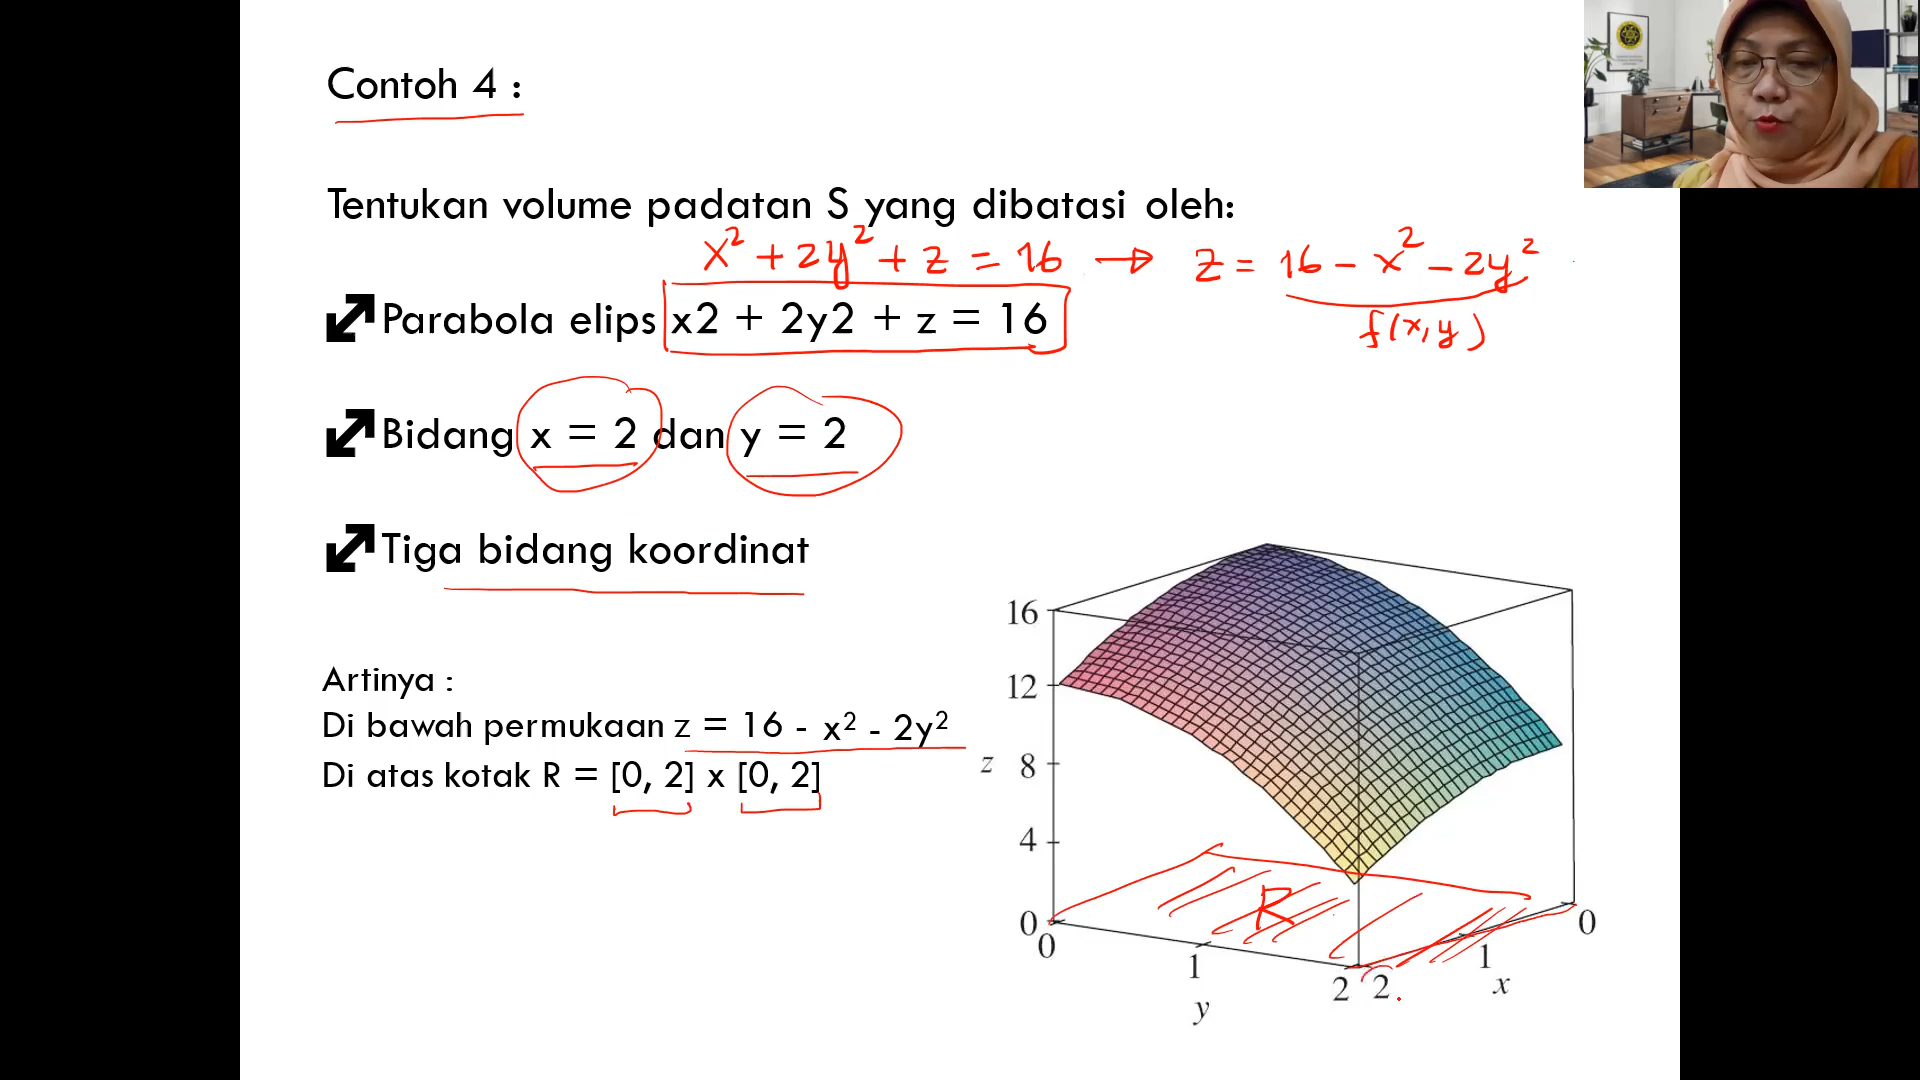 Contoh 4 :
Tentukan volume padatan S yang dibatasi oleh:
x² + 2y² + z = 16 → z = 16 - x² - 2y²
f(x,y)
Parabola elips x2 + 2y2 + z = 16
Bidang x = 2 dan y = 2
Tiga bidang koordinat
Artinya :
Di bawah permukaan z = 16 - x² - 2y²
Di atas kotak R = [0, 2] x [0, 2]
16
12
z 8
4
0
R
0 1 2
y
2 1 0
x